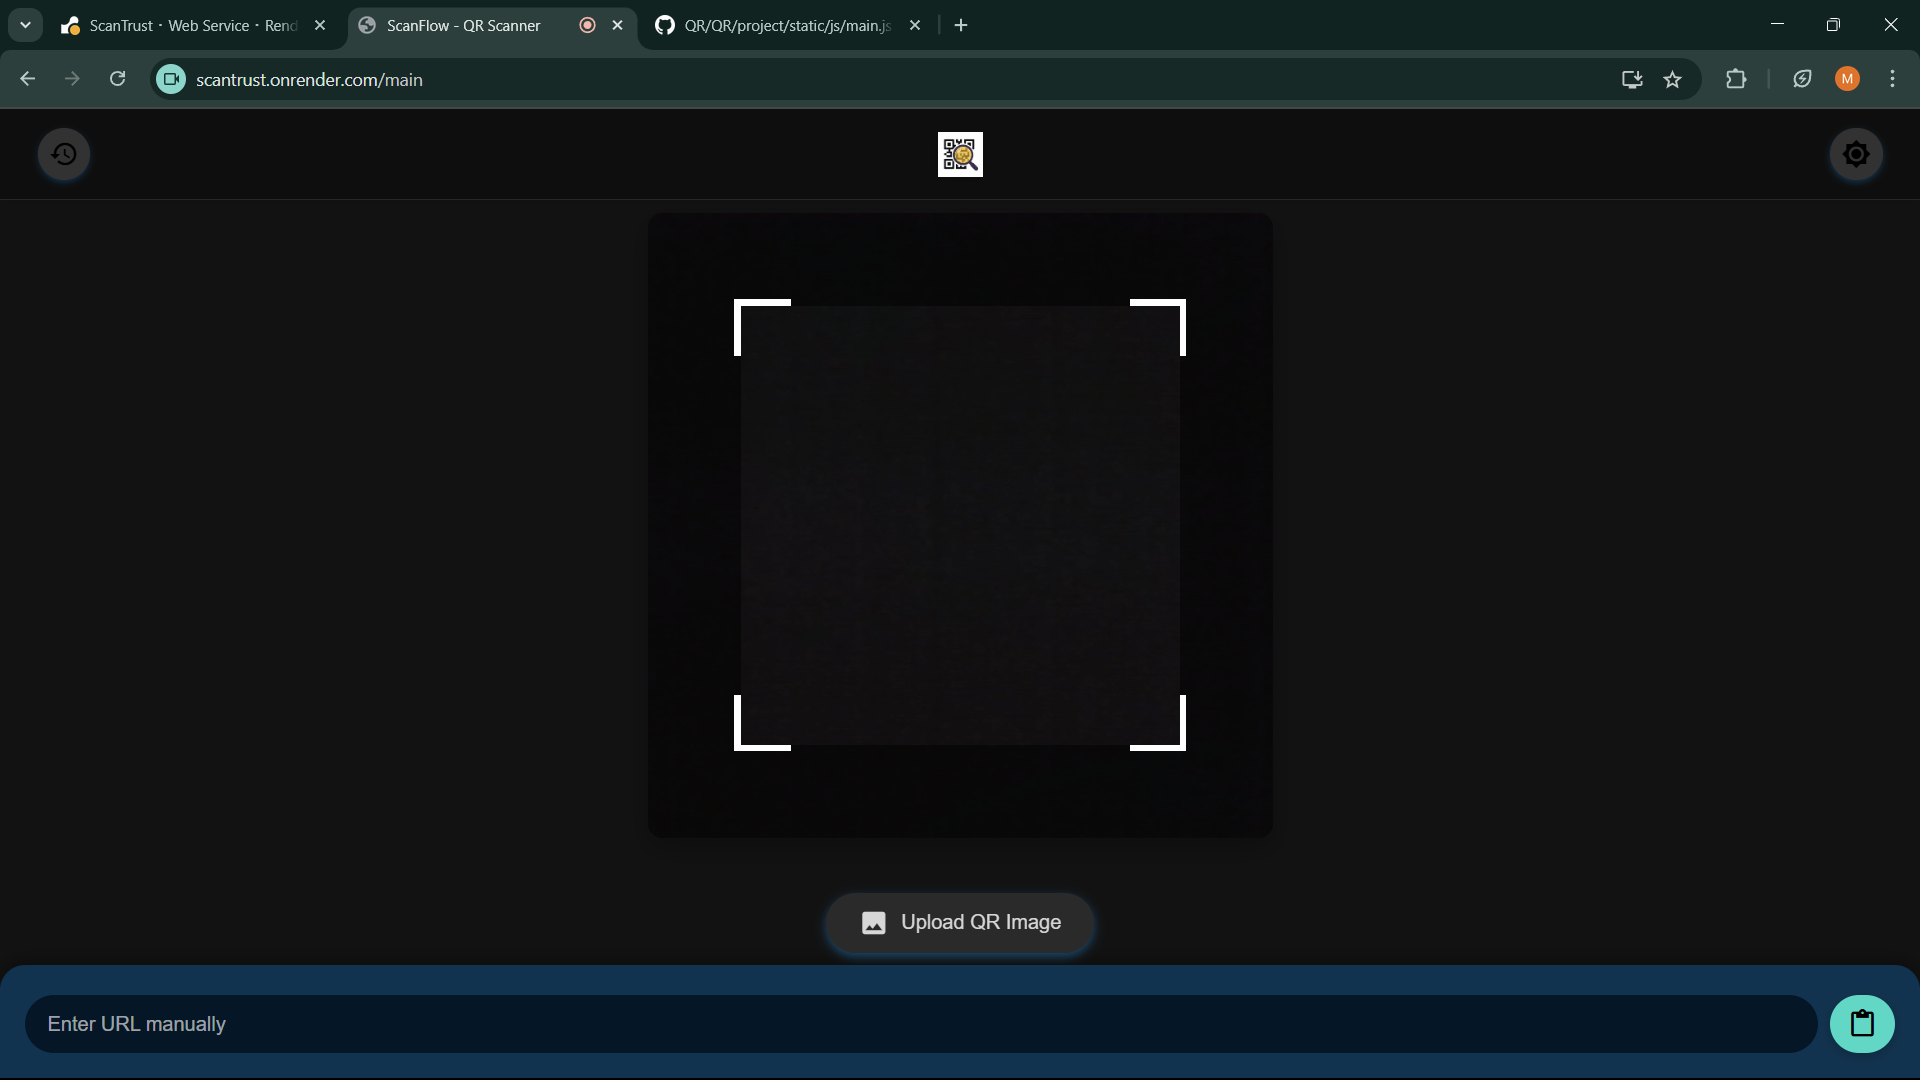 ScanTrust · Web Service · Rend
ScanFlow - QR Scanner
QR/QR/project/static/js/main.js
scantrust.onrender.com/main
M
Upload QR Image
Enter URL manually